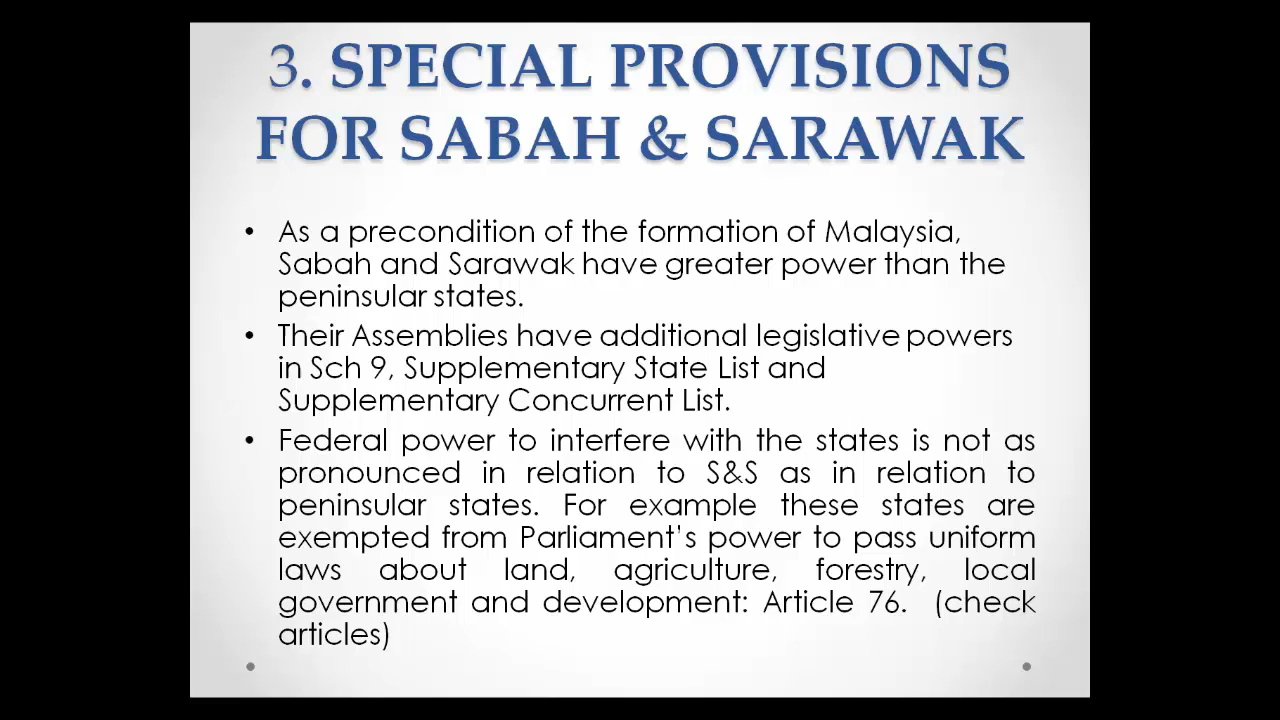 3. SPECIAL PROVISIONS
FOR SABAH & SARAWAK
• As a precondition of the formation of Malaysia,
Sabah and Sarawak have greater power than the
peninsular states.
• Their Assemblies have additional legislative powers
in Sch 9, Supplementary State List and
Supplementary Concurrent List.
• Federal power to interfere with the states is not as
pronounced in relation to S&S as in relation to
peninsular states. For example these states are
exempted from Parliament's power to pass uniform
laws about land, agriculture, forestry, local
government and development: Article 76. (check
articles)